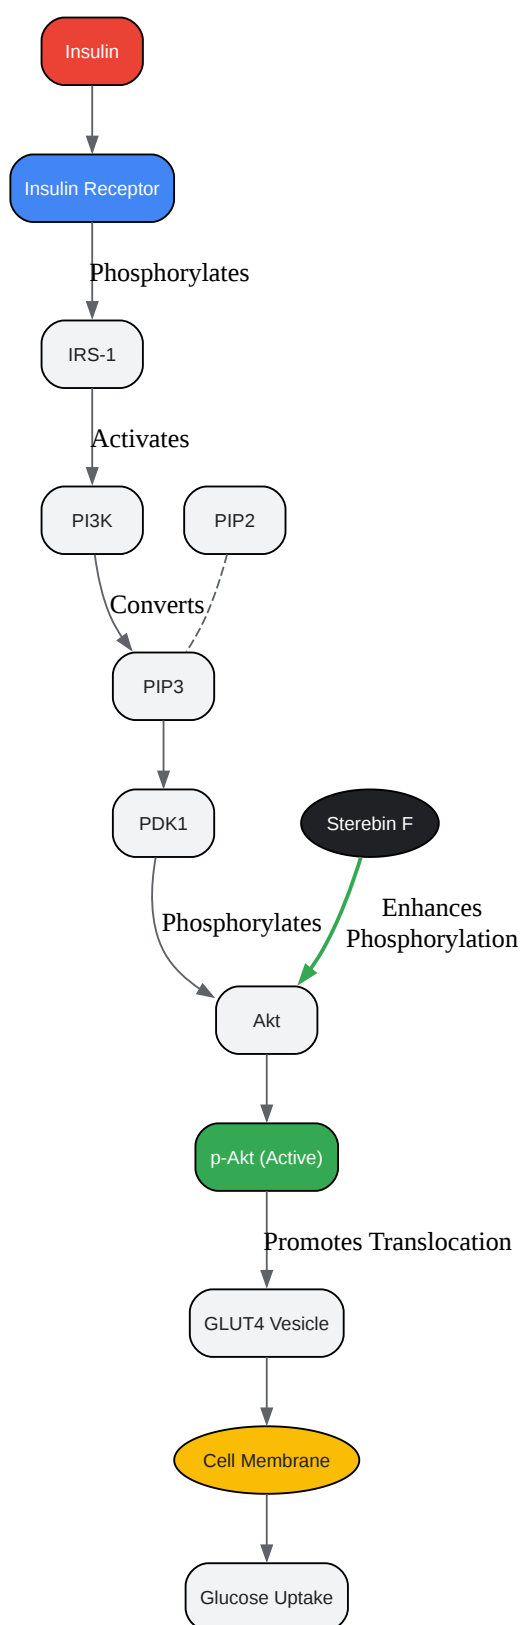 Insulin
Insulin Receptor
Phosphorylates
IRS-1
Activates
PI3K
PIP2
Converts
PIP3
PDK1
Sterebin F
Phosphorylates
Enhances
Phosphorylation
Akt
p-Akt (Active)
Promotes Translocation
GLUT4 Vesicle
Cell Membrane
Glucose Uptake